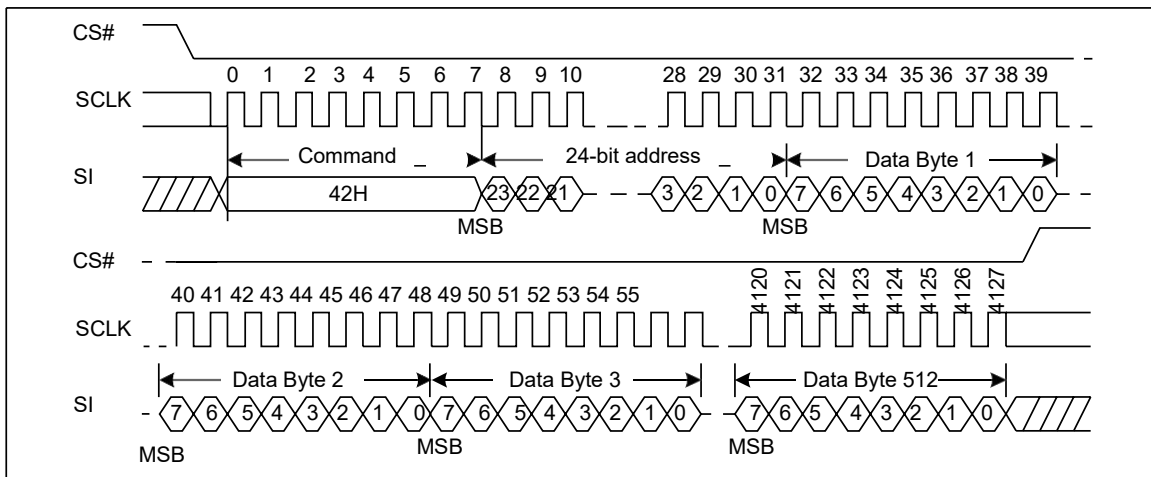 CS#
0 1 2 3 4 5 6 7 8 9 10 28 29 30 31 32 33 34 35 36 37 38 39
SCLK
Command 24-bit address Data Byte 1
SI
42H 23 22 21 3 2 1 0 7 6 5 4 3 2 1 0
MSB MSB
CS#
40 41 42 43 44 45 46 47 48 49 50 51 52 53 54 55 4120 4121 4122 4123 4124 4125 4126 4127
SCLK
Data Byte 2 Data Byte 3 Data Byte 512
SI
7 6 5 4 3 2 1 0 7 6 5 4 3 2 1 0 7 6 5 4 3 2 1 0
MSB MSB MSB